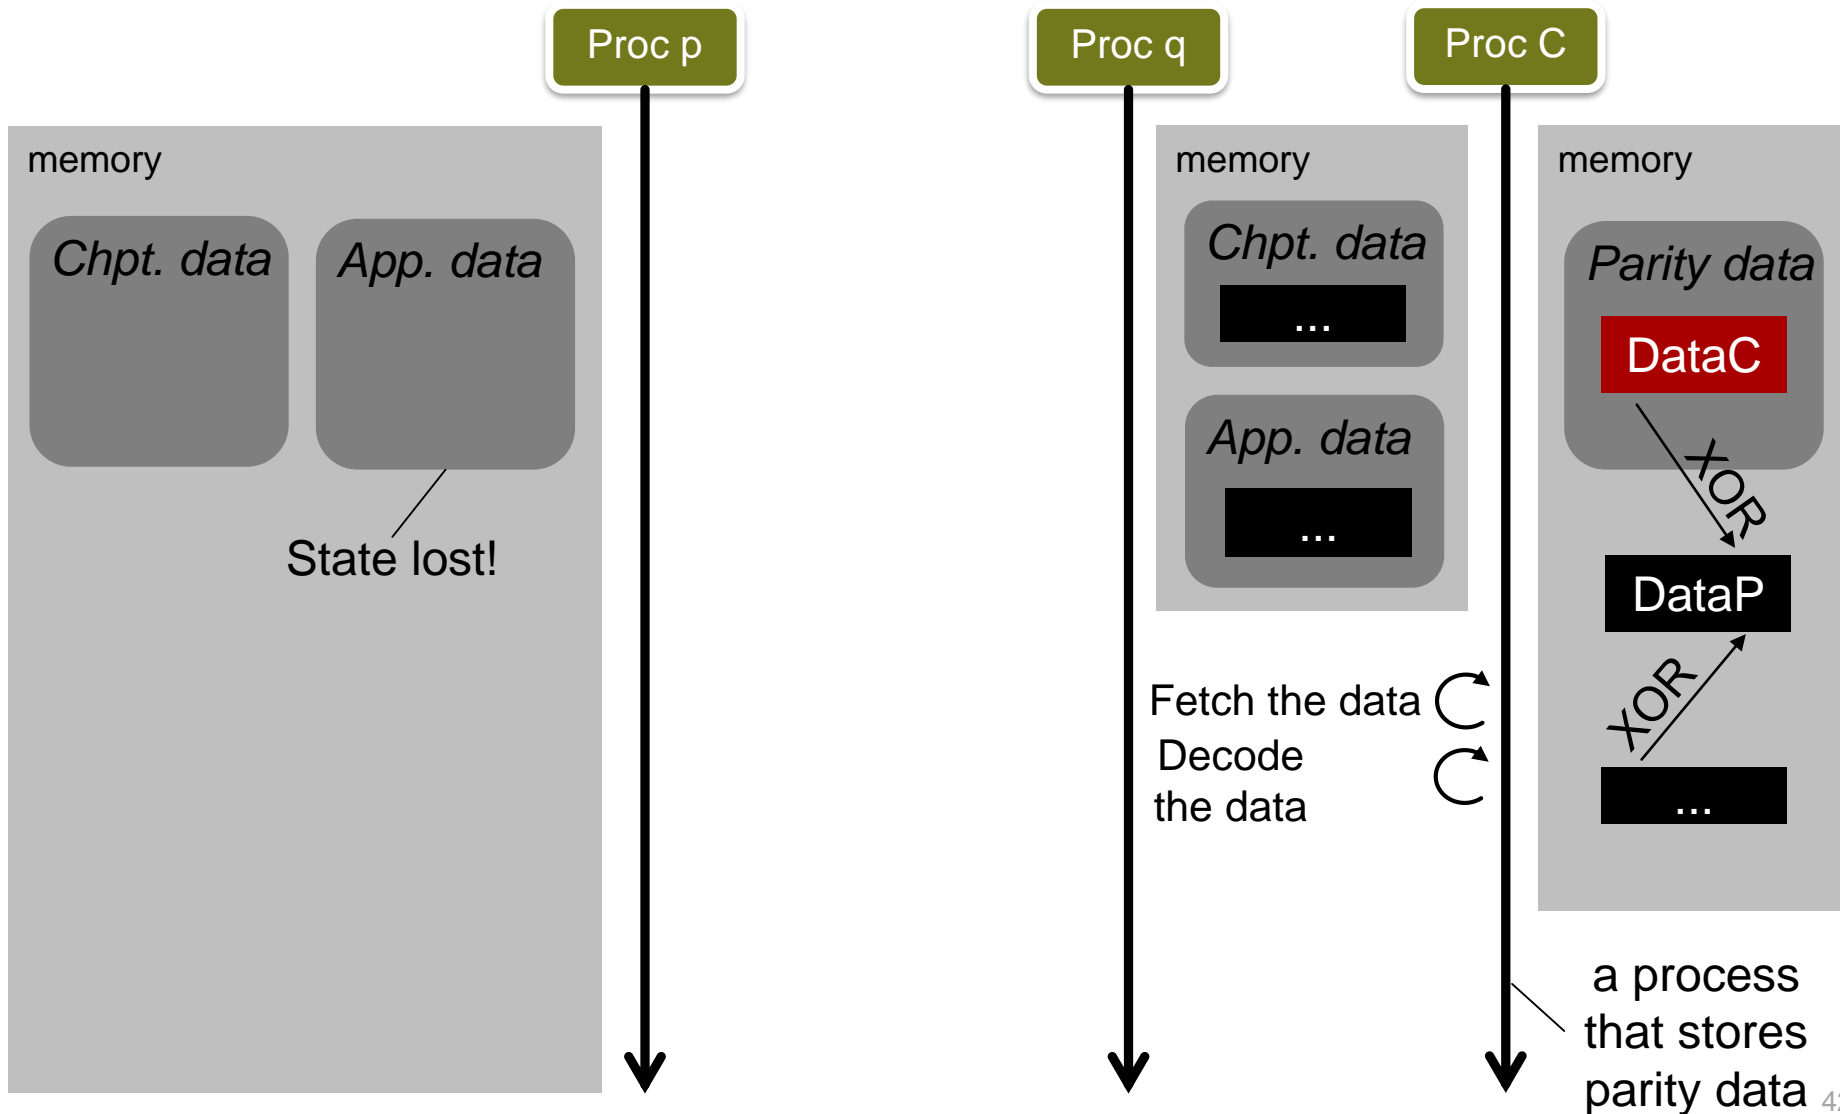 Proc p
Proc q
Proc C
memory
Chpt. data
App. data
State lost!
memory
Chpt. data
...
App. data
...
memory
Parity data
DataC
XOR
DataP
XOR
...
Fetch the data
Decode
the data
a process
that stores
parity data